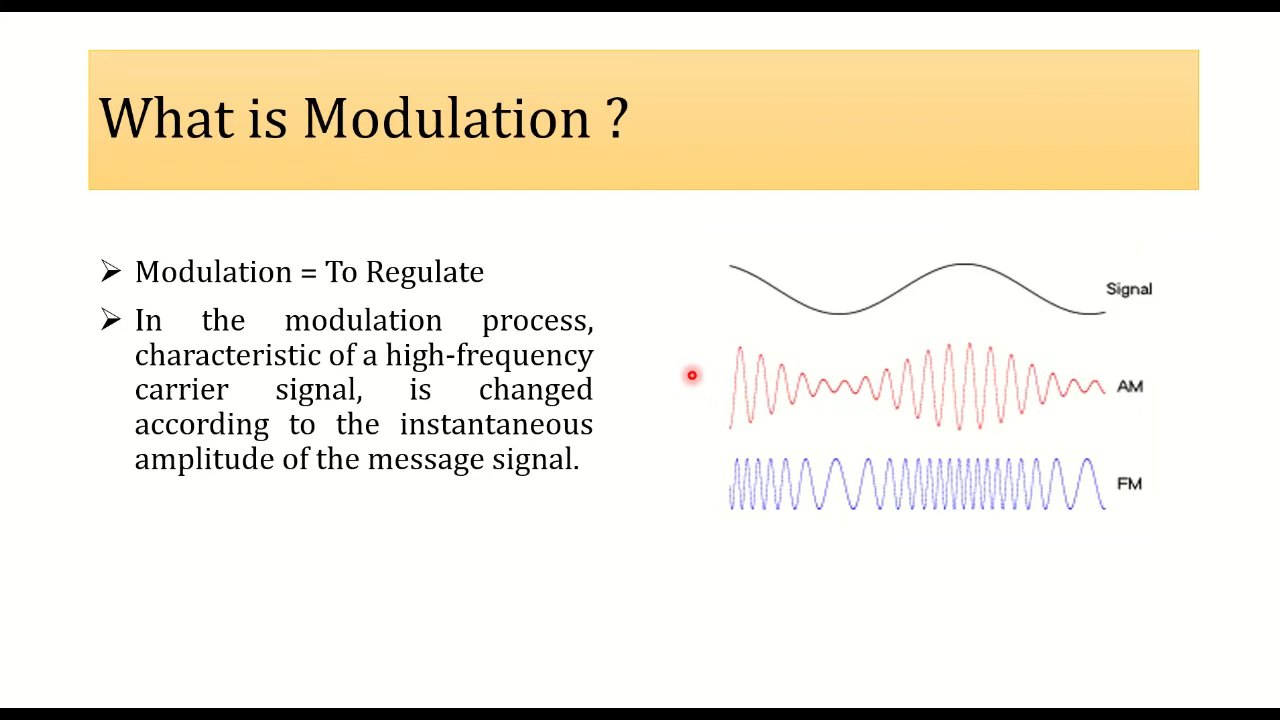 What is Modulation ?
Modulation = To Regulate
In the modulation process,
characteristic of a high-frequency
carrier signal, is changed
according to the instantaneous
amplitude of the message signal.
Signal
AM
FM